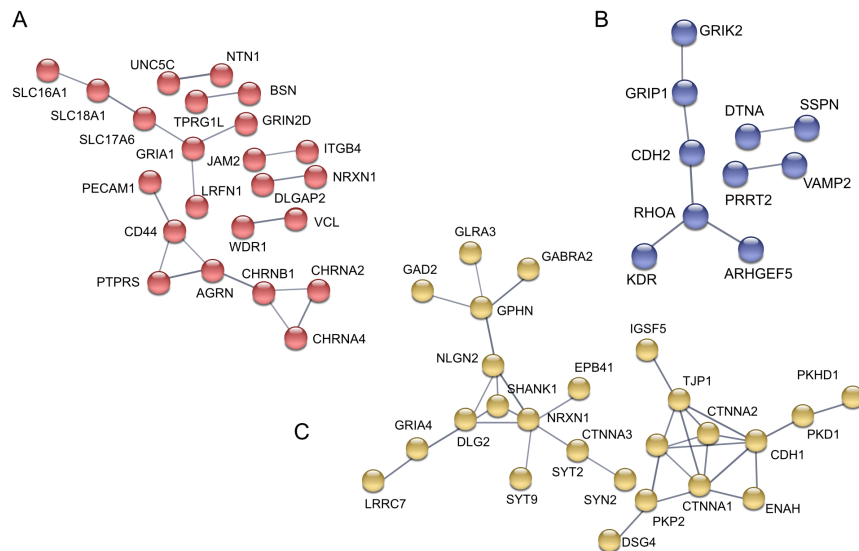 A
SLC16A1
SLC18A1
SLC17A6
UNC5C
NTN1
TPRG1L
BSN
GRIN2D
GRIA1
JAM2
ITGB4
NRXN1
DLGAP2
LRFN1
PECAM1
CD44
WDR1
VCL
PTPRS
AGRN
CHRNB1
CHRNA2
CHRNA4
B
GRIK2
GRIP1
CDH2
DTNA
SSPN
PRRT2
VAMP2
RHOA
KDR
ARHGEF5
C
GLRA3
GABRA2
GAD2
GPHN
NLGN2
SHANK1
EPB41
NRXN1
DLG2
GRIA4
LRRC7
CTNNA3
SYT2
SYT9
SYN2
IGSF5
TJP1
CTNNA2
PKHD1
PKD1
CDH1
CTNNA1
ENAH
PKP2
DSG4